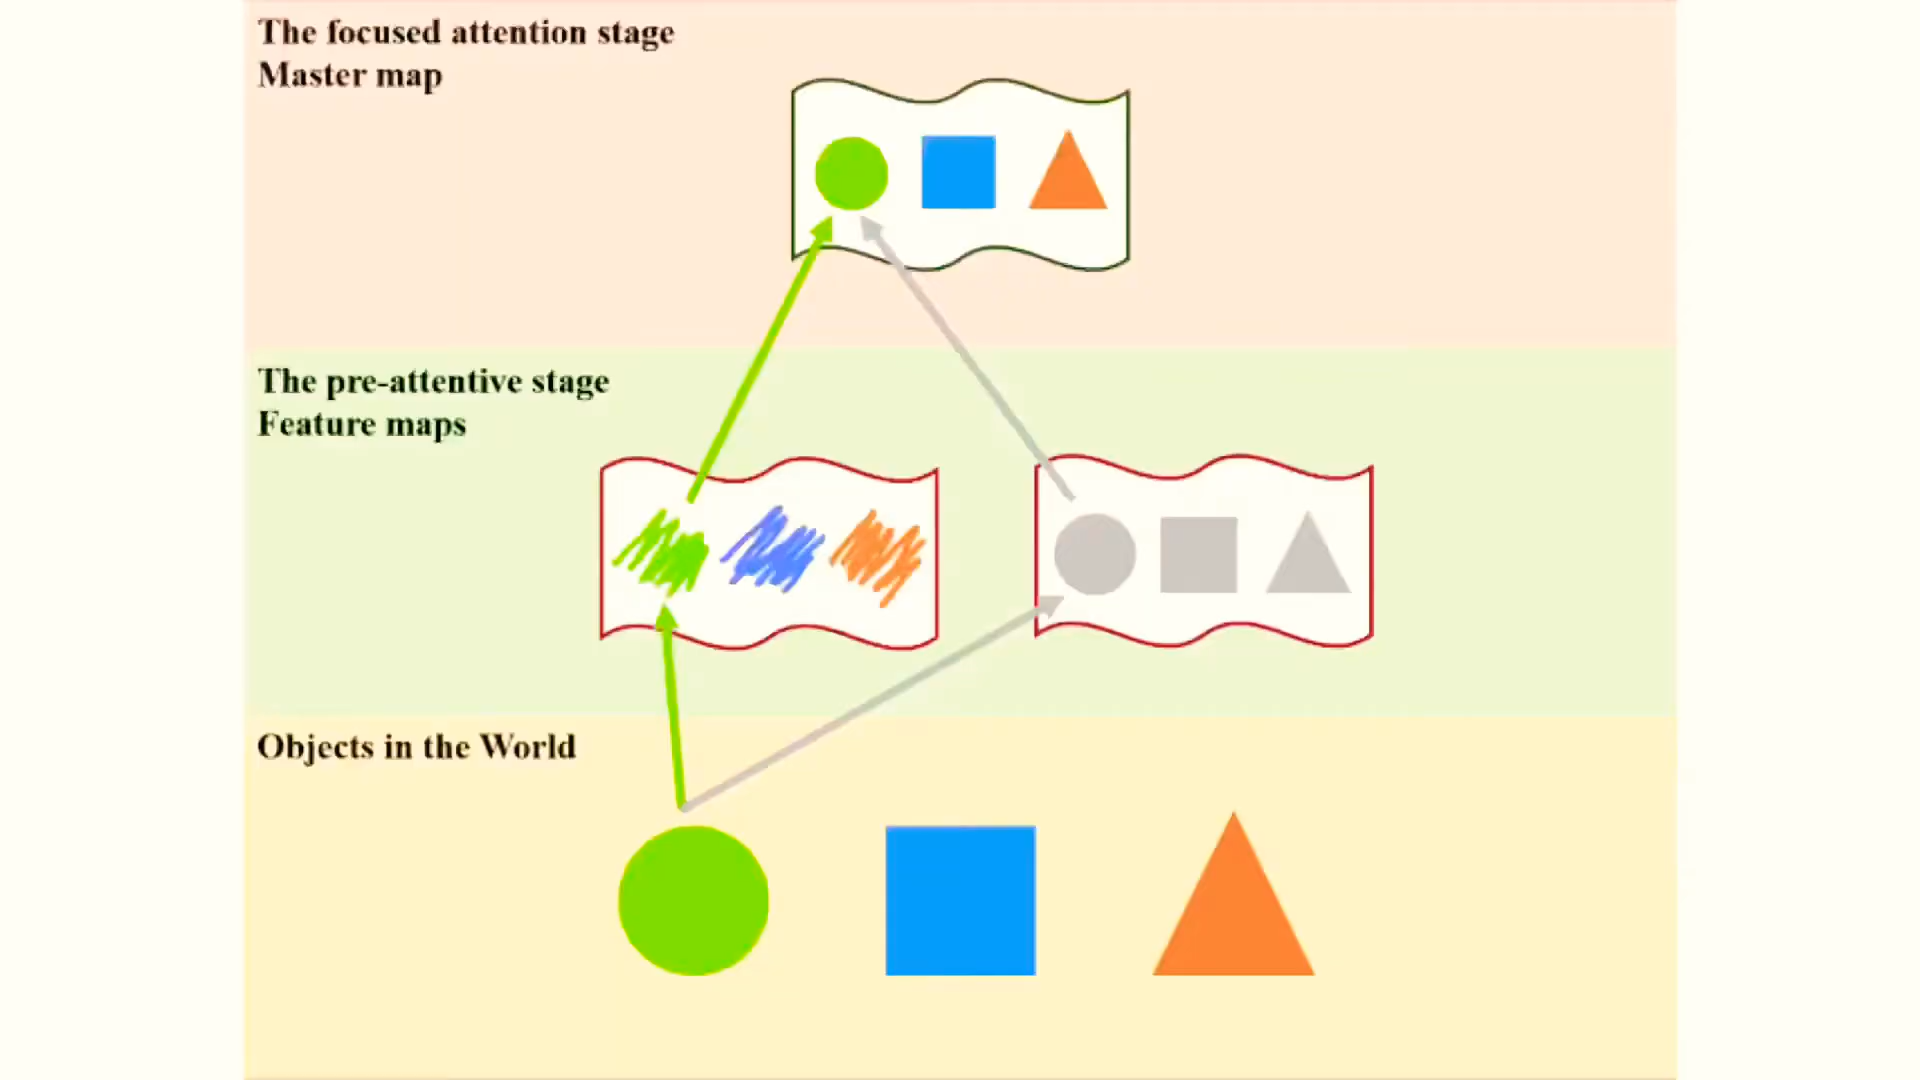 The focused attention stage
Master map
The pre-attentive stage
Feature maps
Objects in the World